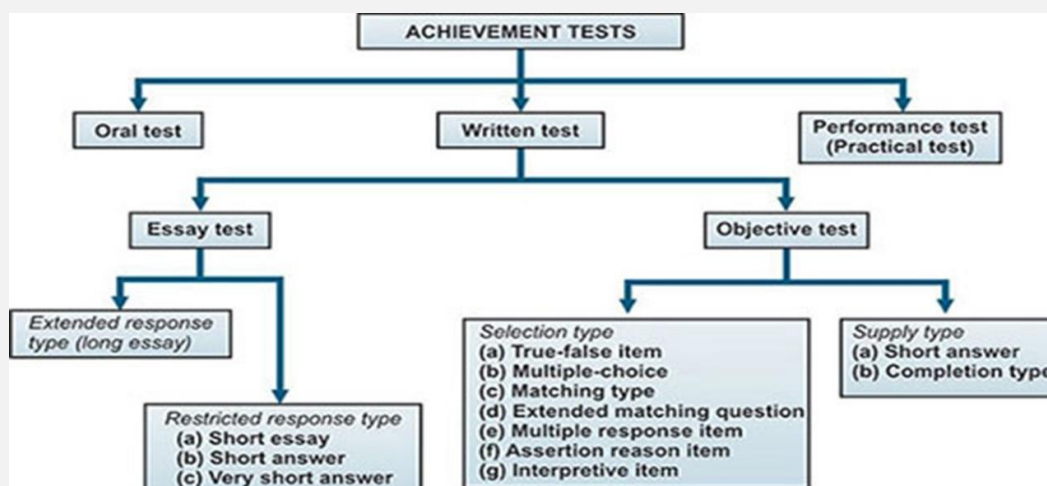 ACHIEVEMENT TESTS
Oral test
Written test
Performance test
(Practical test)
Essay test
Objective test
Extended response
type (long essay)
Restricted response type
(a) Short essay
(b) Short answer
(c) Very short answer
Selection type
(a) True-false item
(b) Multiple-choice
(c) Matching type
(d) Extended matching question
(e) Multiple response item
(f) Assertion reason item
(g) Interpretive item
Supply type
(a) Short answer
(b) Completion type